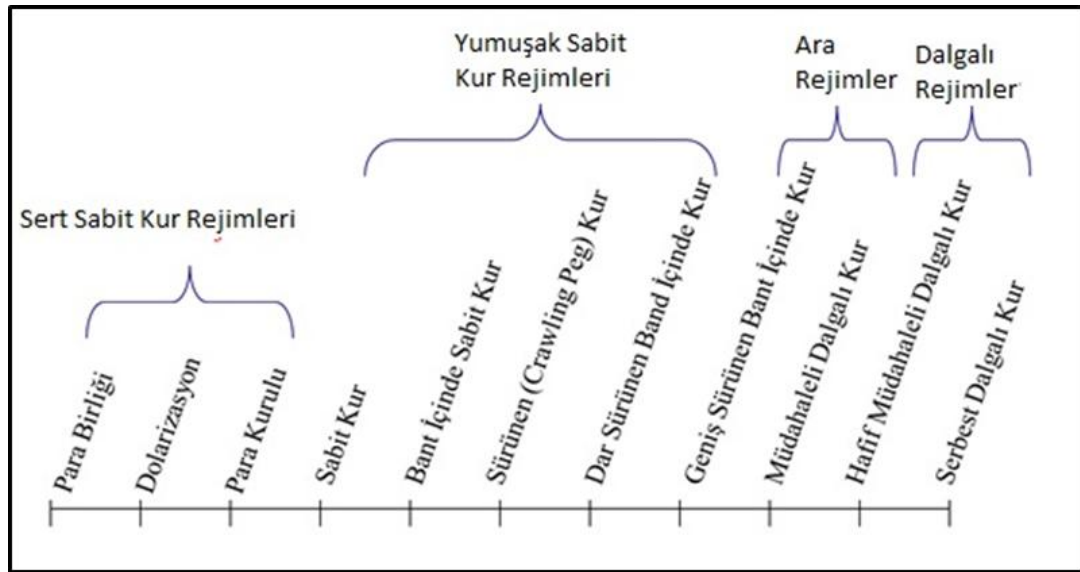 Yumuşak Sabit
Kur Rejimleri
Ara
Rejimler
Dalgalı
Rejimler
Sert Sabit Kur Rejimleri
Para Birliği
Dolarizasyon
Para Kurulu
Sabit Kur
Bant İçinde Sabit Kur
Sürünen (Crawling Peg) Kur
Dar Sürünen Band İçinde Kur
Geniş Sürünen Bant İçinde Kur
Müdahaleli Dalgalı Kur
Hafif Müdahaleli Dalgalı Kur
Serbest Dalgalı Kur